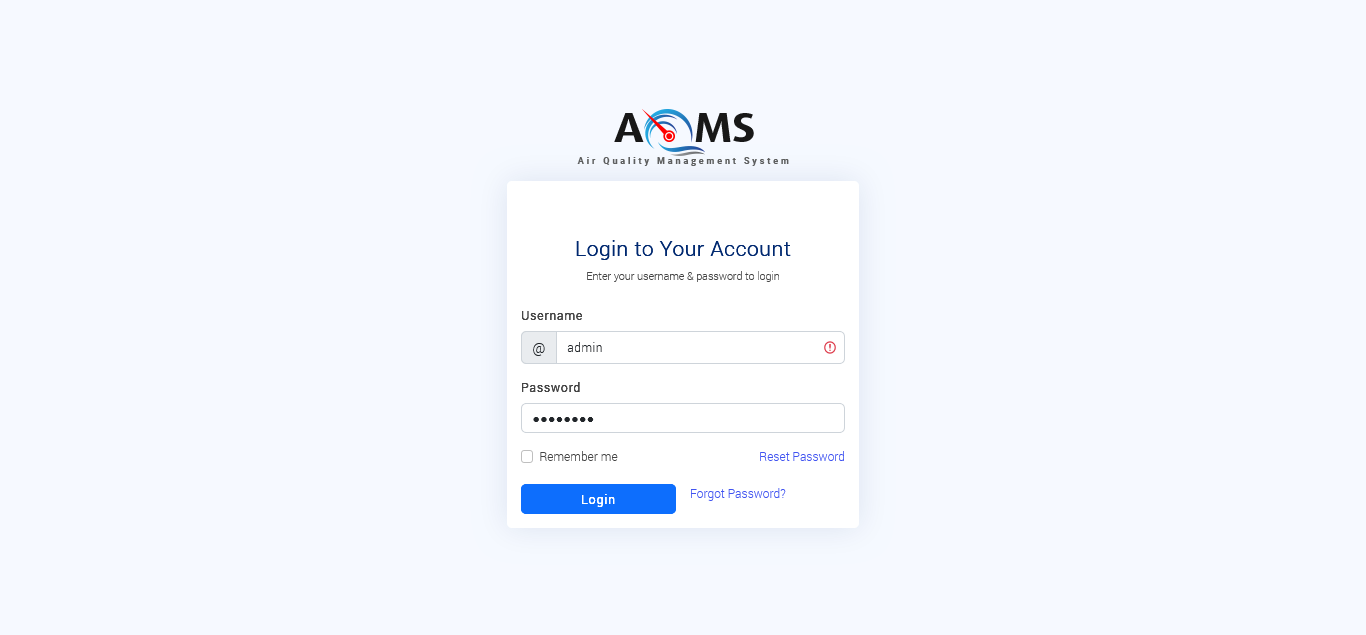 AQMS
Air Quality Management System
Login to Your Account
Enter your username & password to login
Username
@ admin
Password
••••••••
Remember me Reset Password
Login Forgot Password?